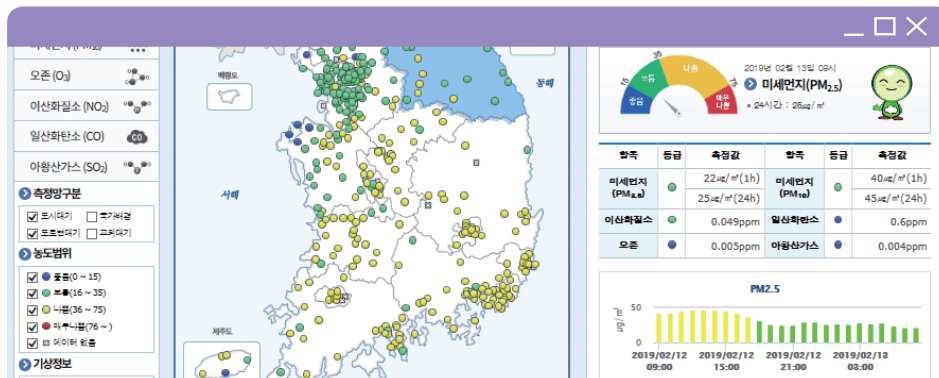 오존 (O3)
이산화질소 (NO2)
일산화탄소 (CO)
CO
아황산가스 (SO2)
측정망구분
도시대기
국가배경
도로변대기
교외대기
농도범위
좋음(0 ~ 15)
보통(16 ~ 35)
나쁨(36 ~ 75)
매우나쁨(76 ~ )
데이터 없음
기상정보
백령도
동해
서해
제주도
좋음
15
보통
35
나쁨
75
매우
나쁨
2019년 02월 13일 08시
미세먼지(PM2.5)
24시간 : 25㎍/㎥
항목 등급 측정값 항목 등급 측정값
미세먼지
(PM2.5)
22㎍/㎥(1h)
25㎍/㎥(24h)
미세먼지
(PM10)
40㎍/㎥(1h)
45㎍/㎥(24h)
이산화질소 0.049ppm 일산화탄소 0.6ppm
오존 0.005ppm 아황산가스 0.004ppm
PM2.5
㎍/㎥
50
0
2019/02/12
09:00
2019/02/12
15:00
2019/02/12
21:00
2019/02/13
03:00